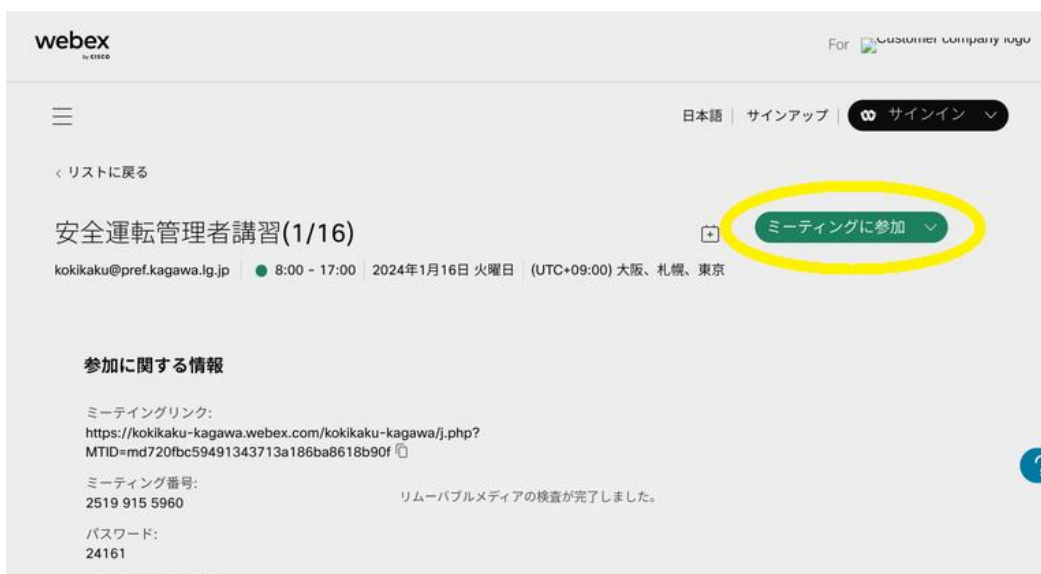 webex
by CISCO
For Customer company logo
日本語 サインアップ サインイン
リストに戻る
安全運転管理者講習(1/16)
ミーティングに参加
kokikaku@pref.kagawa.lg.jp 8:00 - 17:00 2024年1月16日 火曜日 (UTC+09:00) 大阪、札幌、東京
参加に関する情報
ミーテイングリンク:
https://kokikaku-kagawa.webex.com/kokikaku-kagawa/j.php?
MTID=md720fbc59491343713a186ba8618b90f
ミーティング番号:
2519 915 5960
リムーバブルメディアの検査が完了しました。
パスワード:
24161